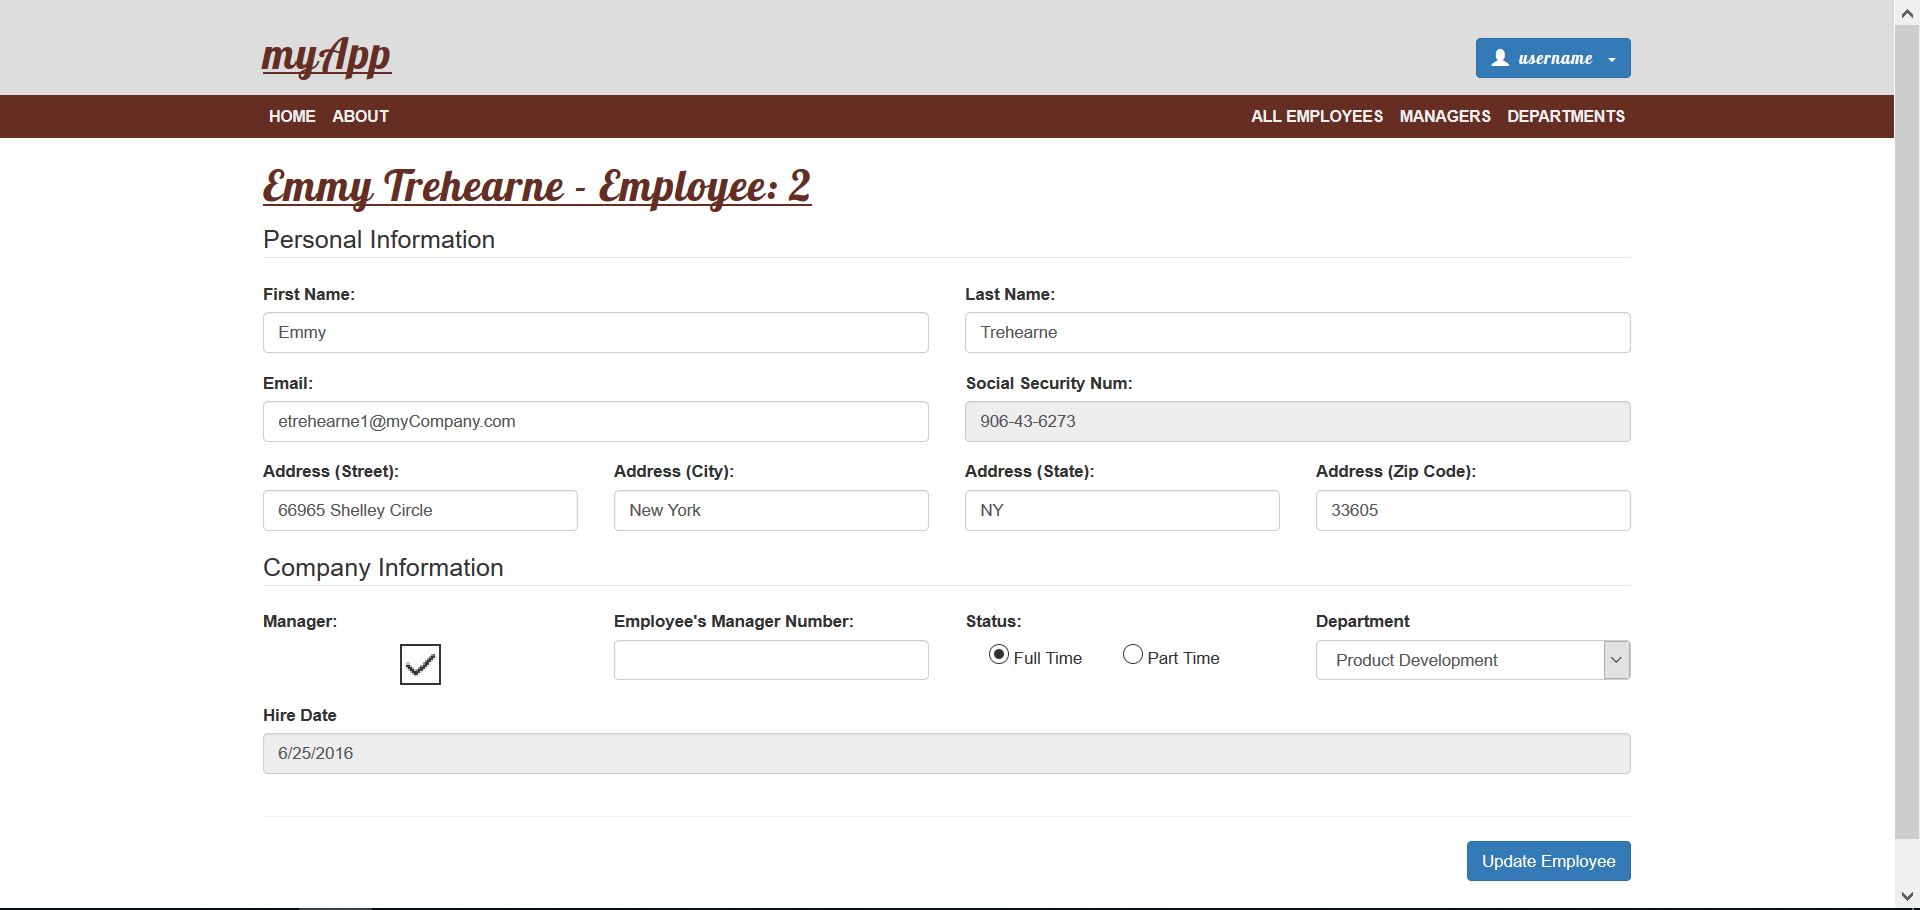 myApp
username
HOME ABOUT ALL EMPLOYEES MANAGERS DEPARTMENTS
Emmy Trehearne - Employee: 2
Personal Information
First Name: Last Name:
Emmy Trehearne
Email: Social Security Num:
etrehearne1@myCompany.com 906-43-6273
Address (Street): Address (City): Address (State): Address (Zip Code):
66965 Shelley Circle New York NY 33605
Company Information
Manager: Employee's Manager Number: Status: Department
Full Time Part Time Product Development
Hire Date
6/25/2016
Update Employee